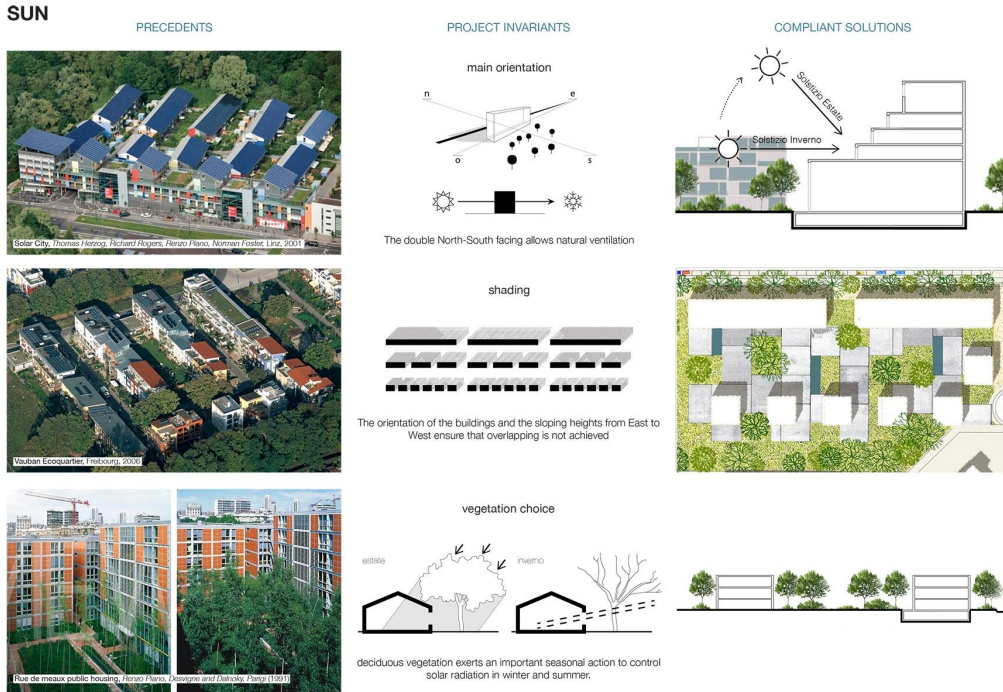 SUN
PRECEDENTS
PROJECT INVARIANTS
COMPLIANT SOLUTIONS
Solar City, Thomas Herzog, Richard Rogers, Renzo Piano, Norman Foster, Linz, 2001
main orientation
n
e
o
s
The double North-South facing allows natural ventilation
Solstizio Estate
Solstizio Inverno
Vauban Ecoquartier, Freibourg, 2006
shading
The orientation of the buildings and the sloping heights from East to
West ensure that overlapping is not achieved
Rue de meaux public housing, Renzo Piano, Desvigne and Dalnoky, Parigi (1991)
vegetation choice
estate
inverno
deciduous vegetation exerts an important seasonal action to control
solar radiation in winter and summer.